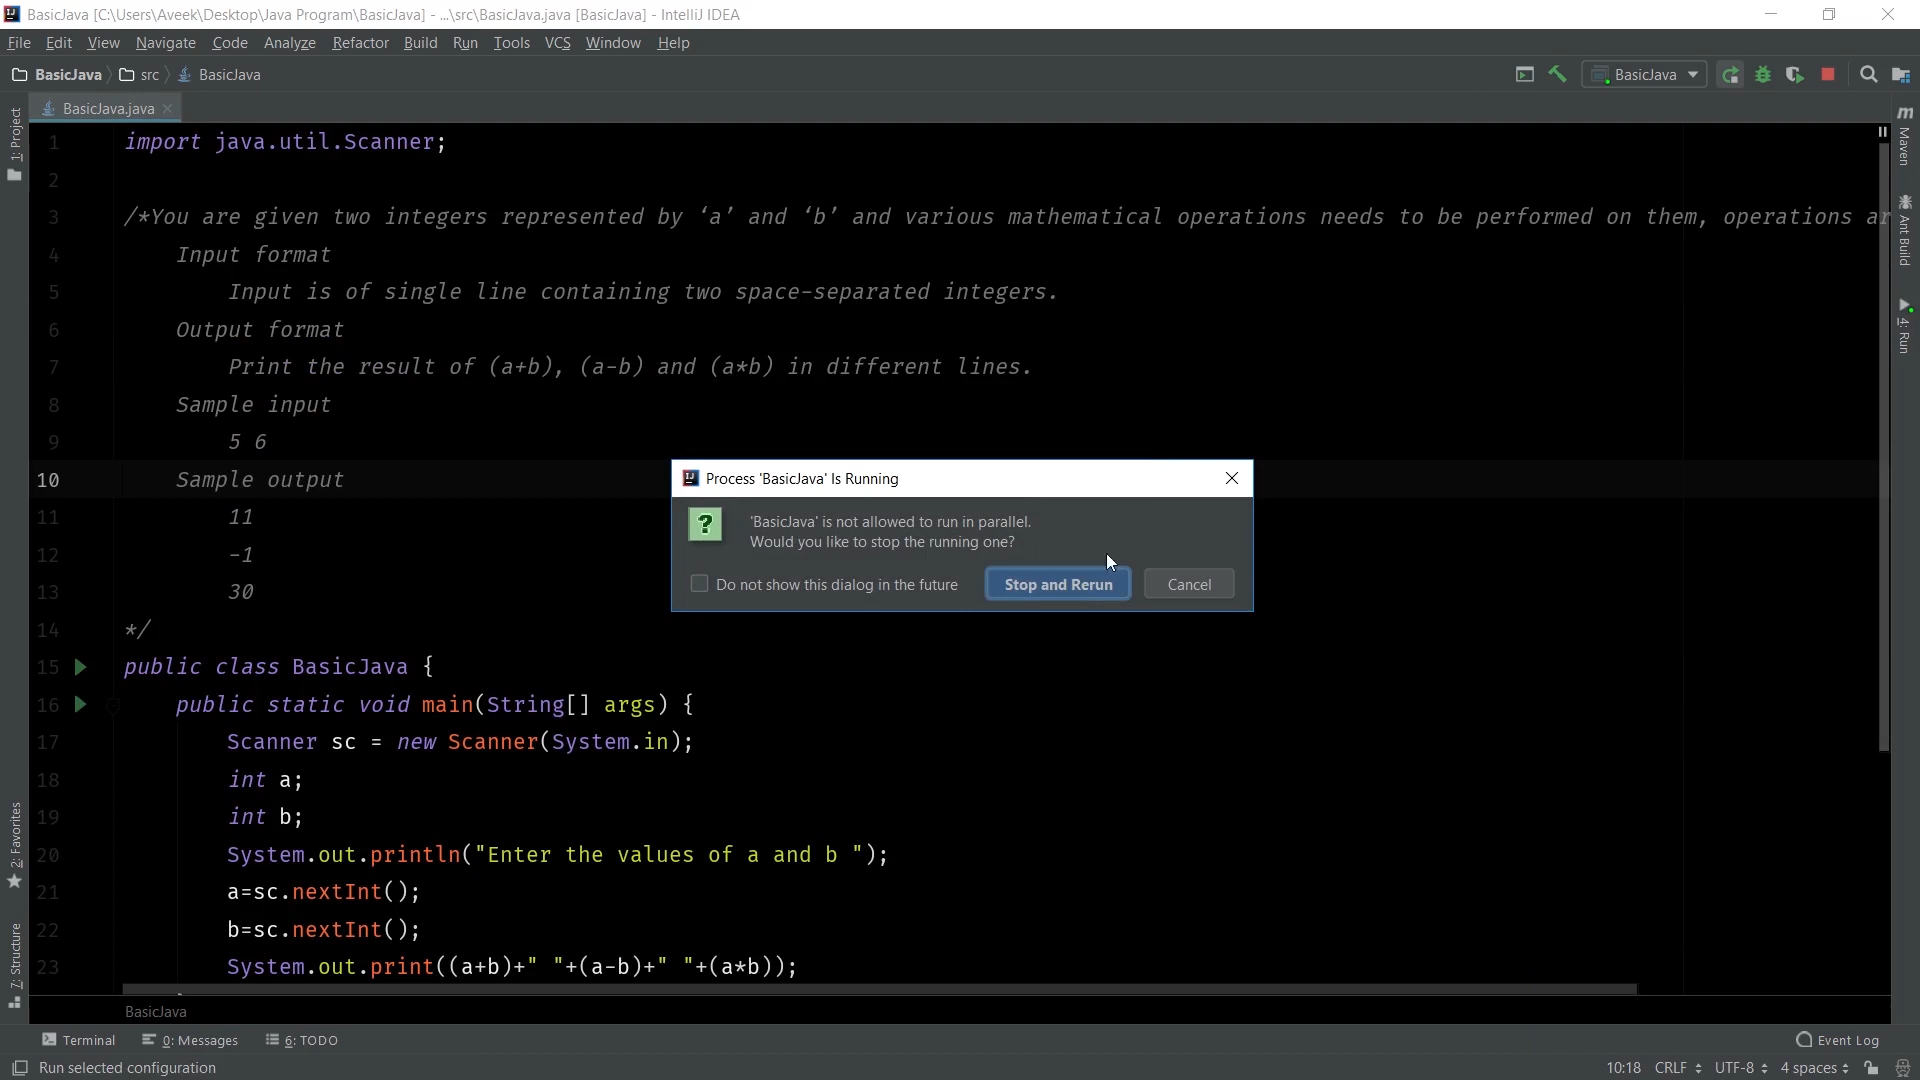 BasicJava [C:\Users\Aveek\Desktop\Java Program\BasicJava] - ...\src\BasicJava.java [BasicJava] - IntelliJ IDEA
File Edit View Navigate Code Analyze Refactor Build Run Tools VCS Window Help
BasicJava src BasicJava
BasicJava
BasicJava.java
1: Project
m Maven
Ant Build
4: Run
1 import java.util.Scanner;
2
3 /*You are given two integers represented by ‘a’ and ‘b’ and various mathematical operations needs to be performed on them, operations ar
4 Input format
5 Input is of single line containing two space-separated integers.
6 Output format
7 Print the result of (a+b), (a-b) and (a*b) in different lines.
8 Sample input
9 5 6
10 Sample output
11 11
12 -1
13 30
14 */
15 public class BasicJava {
16 public static void main(String[] args) {
17 Scanner sc = new Scanner(System.in);
18 int a;
19 int b;
20 System.out.println("Enter the values of a and b ");
21 a=sc.nextInt();
22 b=sc.nextInt();
23 System.out.print((a+b)+" "+(a-b)+" "+(a*b));
Process 'BasicJava' Is Running
?
'BasicJava' is not allowed to run in parallel.
Would you like to stop the running one?
Do not show this dialog in the future
Stop and Rerun
Cancel
2: Favorites
7: Structure
BasicJava
Terminal 0: Messages 6: TODO Event Log
Run selected configuration 10:18 CRLF UTF-8 4 spaces